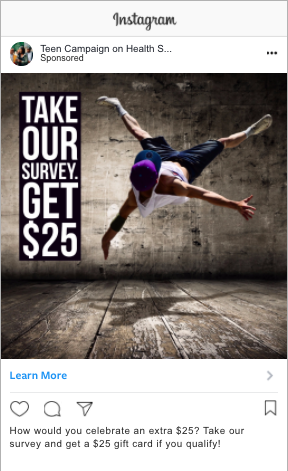 Instagram
Teen Campaign on Health S...
Sponsored
TAKE
OUR
SURVEY.
GET
$25
Learn More
How would you celebrate an extra $25? Take our
survey and get a $25 gift card if you qualify!